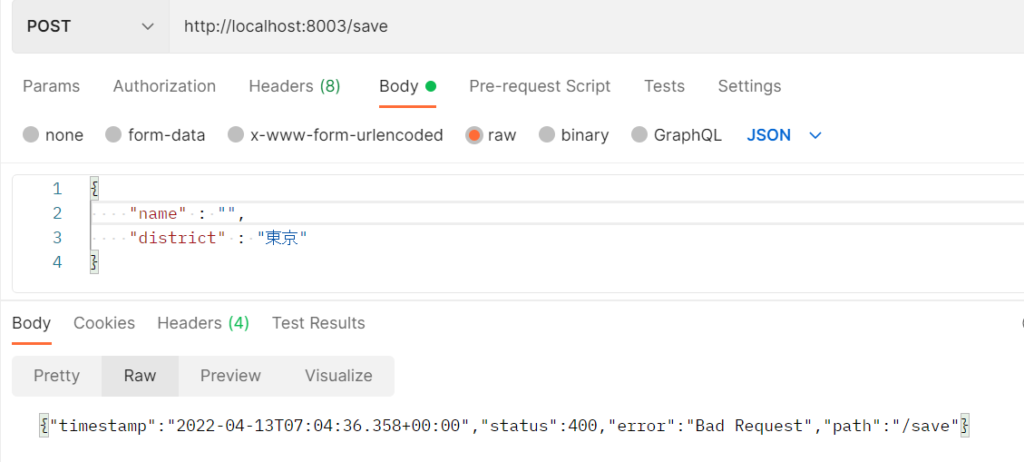 POST http://localhost:8003/save
Params Authorization Headers (8) Body Pre-request Script Tests Settings
none form-data x-www-form-urlencoded raw binary GraphQL JSON
1 {
2 "name" : "",
3 "district" : "東京"
4 }
Body Cookies Headers (4) Test Results
Pretty Raw Preview Visualize
{"timestamp":"2022-04-13T07:04:36.358+00:00","status":400,"error":"Bad Request","path":"/save"}